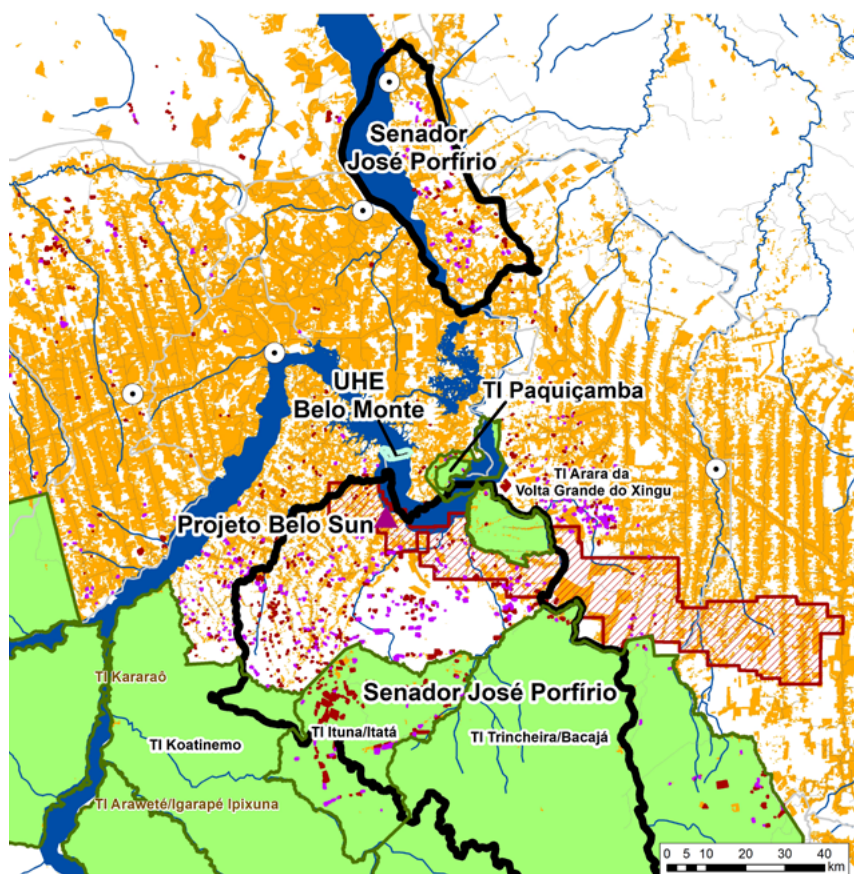 Senador
José Porfírio
UHE
Belo Monte
TI Paquiçamba
TI Arara da
Volta Grande do Xingu
Projeto Belo Sun
TI Kararaô
Senador José Porfírio
TI Koatinemo
TI Ituna/Itatá
TI Trincheira/Bacajá
TI Araweté/Igarapé Ipixuna
0 5 10 20 30 40
km